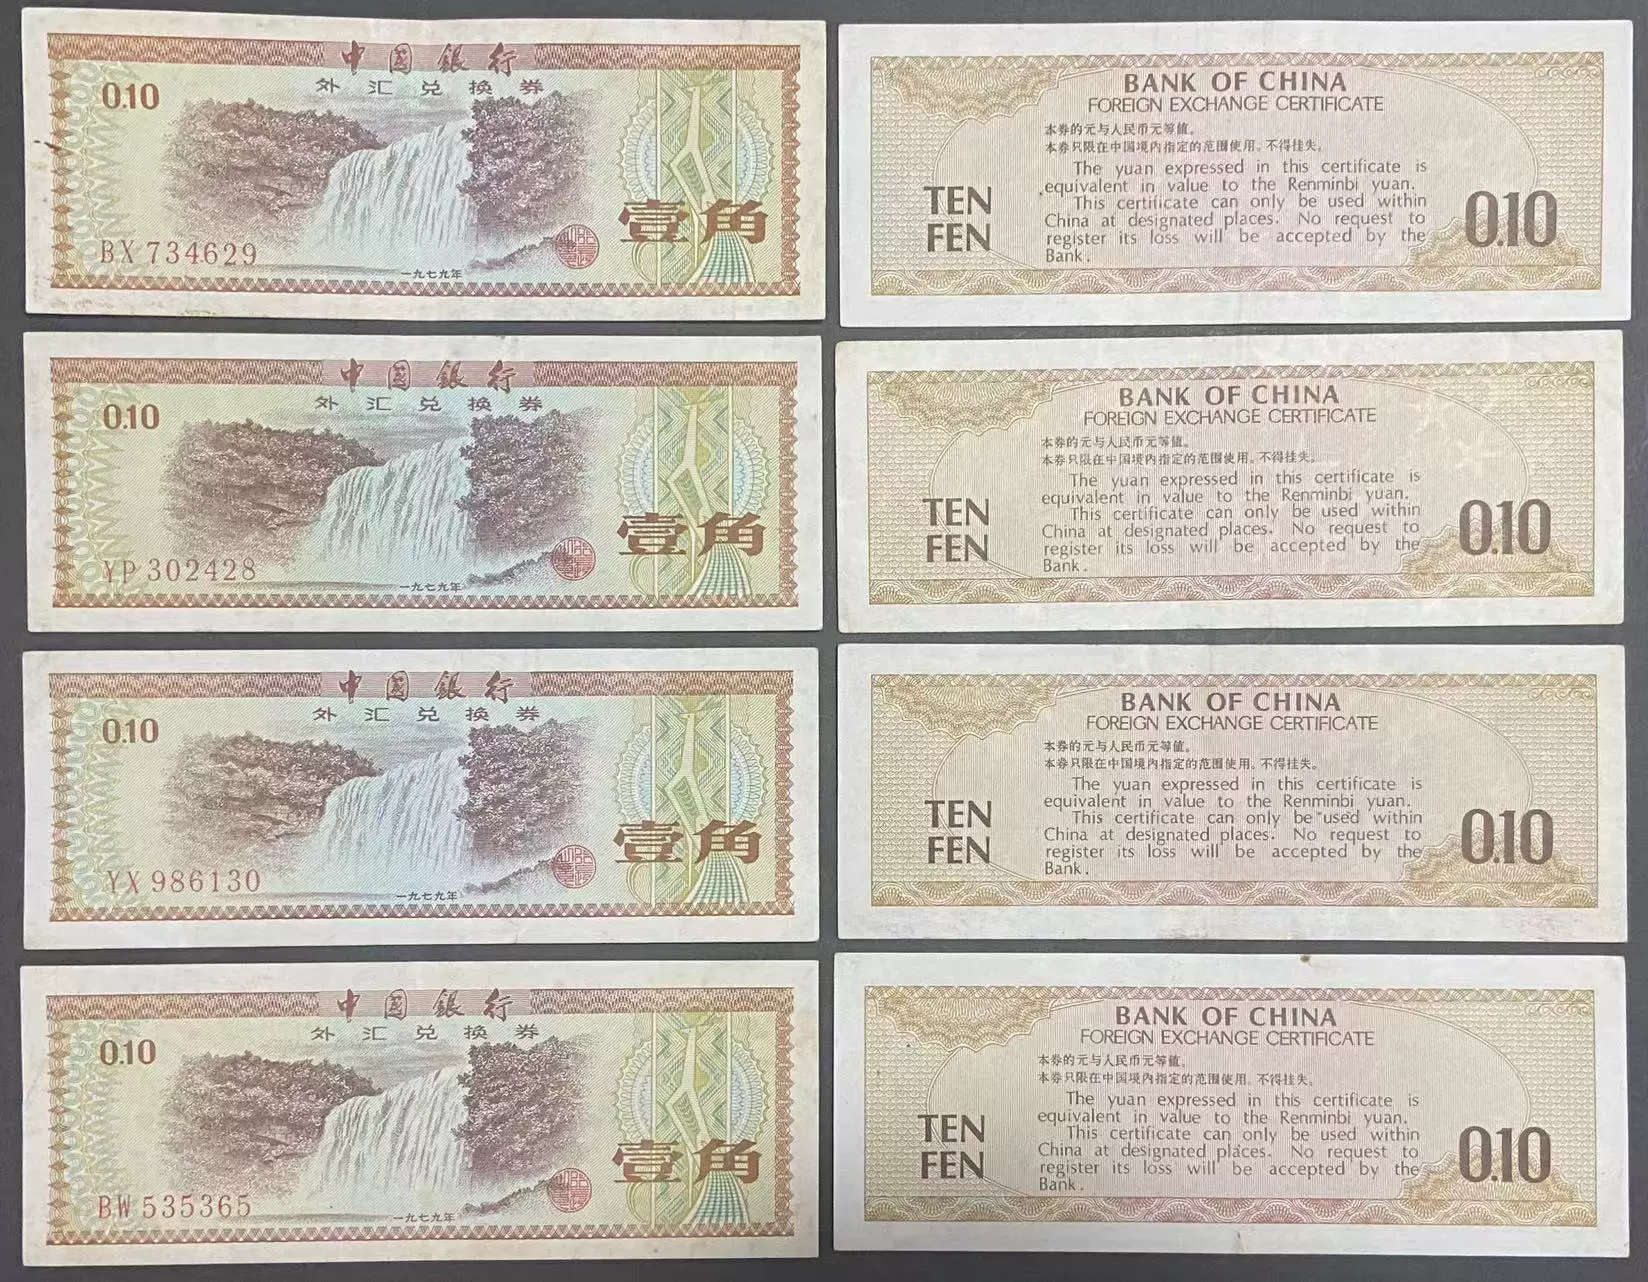 中国銀行
外汇兑换券
0.10
壹角
BX 734629
一九七九年
BANK OF CHINA
FOREIGN EXCHANGE CERTIFICATE
本券的元与人民币元等值。
本券只限在中国境内指定的范围使用。不得挂失。
The yuan expressed in this certificate is
equivalent in value to the Renminbi yuan.
This certificate can only be used within
China at designated places. No request to
register its loss will be accepted by the
Bank.
TEN
FEN
0.10
中国銀行
外汇兑换券
0.10
壹角
YP 302428
一九七九年
BANK OF CHINA
FOREIGN EXCHANGE CERTIFICATE
本券的元与人民币元等值。
本券只限在中国境内指定的范围使用。不得挂失。
The yuan expressed in this certificate is
equivalent in value to the Renminbi yuan.
This certificate can only be used within
China at designated places. No request to
register its loss will be accepted by the
Bank.
TEN
FEN
0.10
中国銀行
外汇兑换券
0.10
壹角
YX 986130
一九七九年
BANK OF CHINA
FOREIGN EXCHANGE CERTIFICATE
本券的元与人民币元等值。
本券只限在中国境内指定的范围使用。不得挂失。
The yuan expressed in this certificate is
equivalent in value to the Renminbi yuan.
This certificate can only be used within
China at designated places. No request to
register its loss will be accepted by the
Bank.
TEN
FEN
0.10
中国銀行
外汇兑换券
0.10
壹角
BW 535365
一九七九年
BANK OF CHINA
FOREIGN EXCHANGE CERTIFICATE
本券的元与人民币元等值。
本券只限在中国境内指定的范围使用。不得挂失。
The yuan expressed in this certificate is
equivalent in value to the Renminbi yuan.
This certificate can only be used within
China at designated places. No request to
register its loss will be accepted by the
Bank.
TEN
FEN
0.10